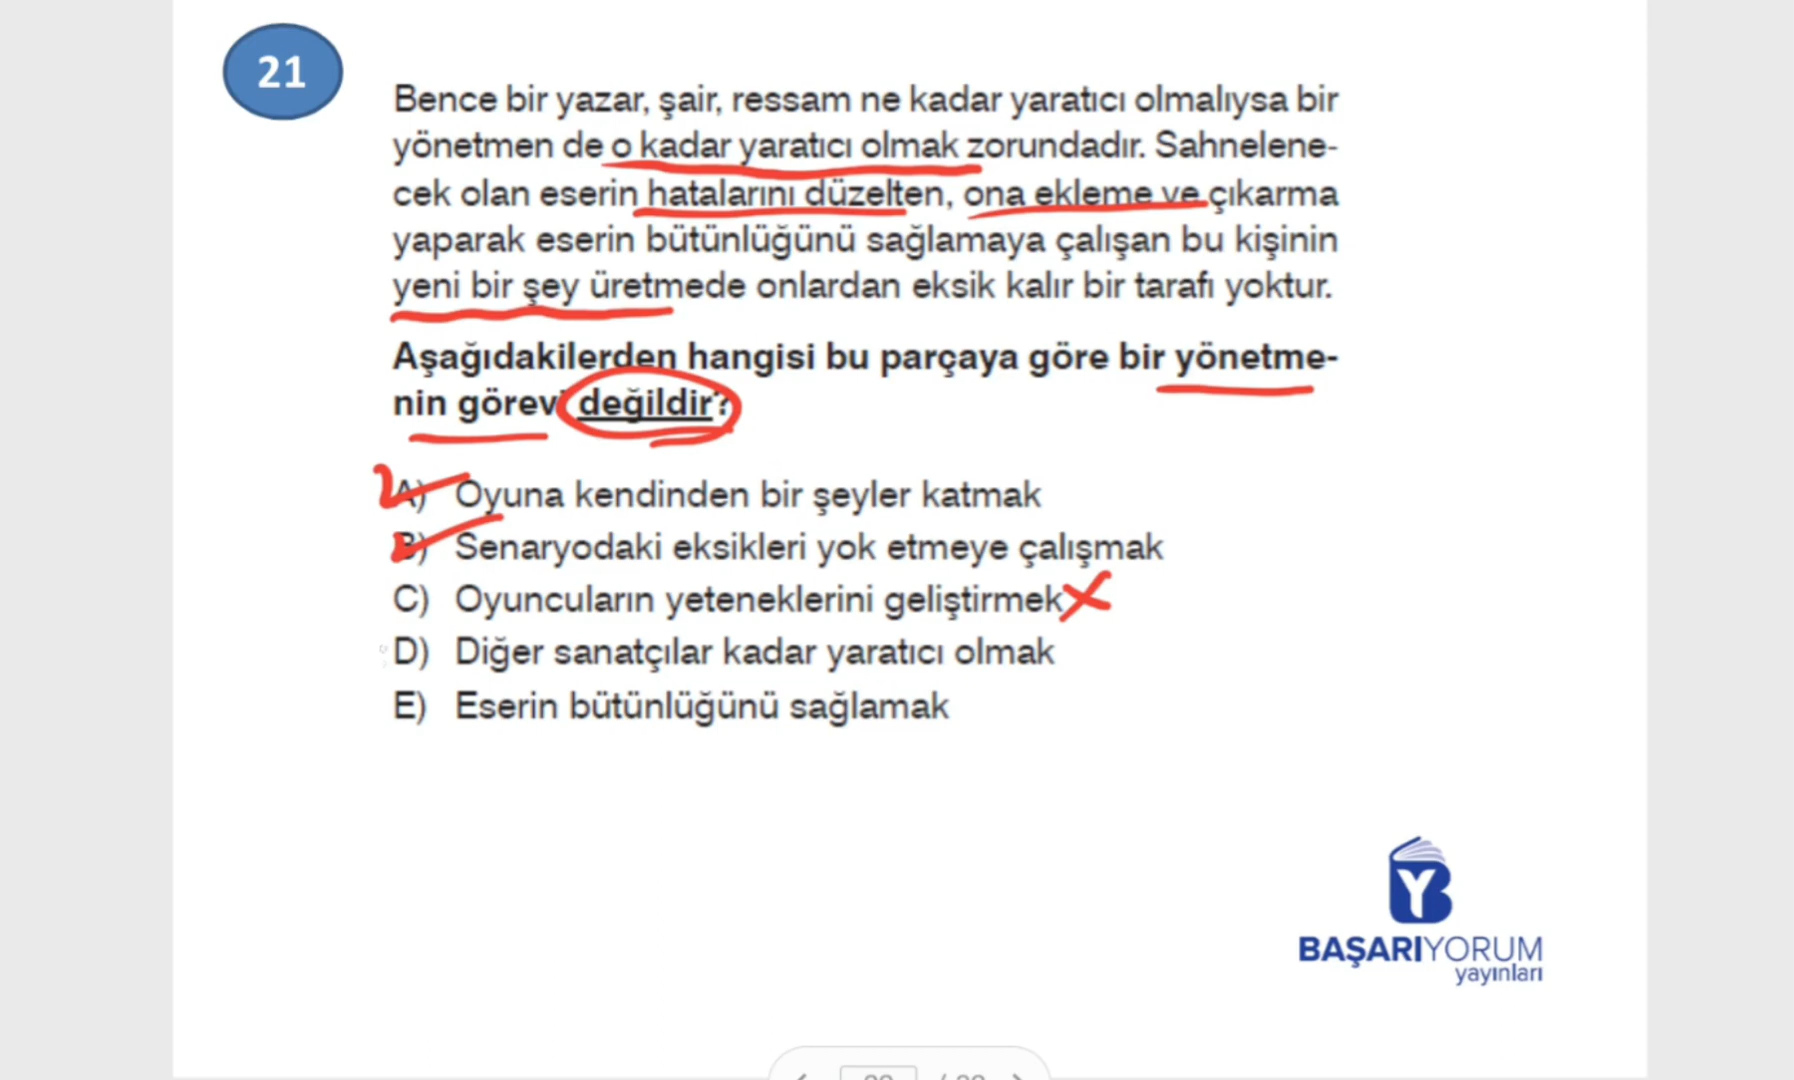 21
Bence bir yazar, şair, ressam ne kadar yaratıcı olmalıysa bir
yönetmen de o kadar yaratıcı olmak zorundadır. Sahnelene-
cek olan eserin hatalarını düzelten, ona ekleme ve çıkarma
yaparak eserin bütünlüğünü sağlamaya çalışan bu kişinin
yeni bir şey üretmede onlardan eksik kalır bir tarafı yoktur.
Aşağıdakilerden hangisi bu parçaya göre bir yönetme-
nin görevi değildir?
A) Oyuna kendinden bir şeyler katmak
B) Senaryodaki eksikleri yok etmeye çalışmak
C) Oyuncuların yeteneklerini geliştirmek
D) Diğer sanatçılar kadar yaratıcı olmak
E) Eserin bütünlüğünü sağlamak
BAŞARIYORUM
yayınları